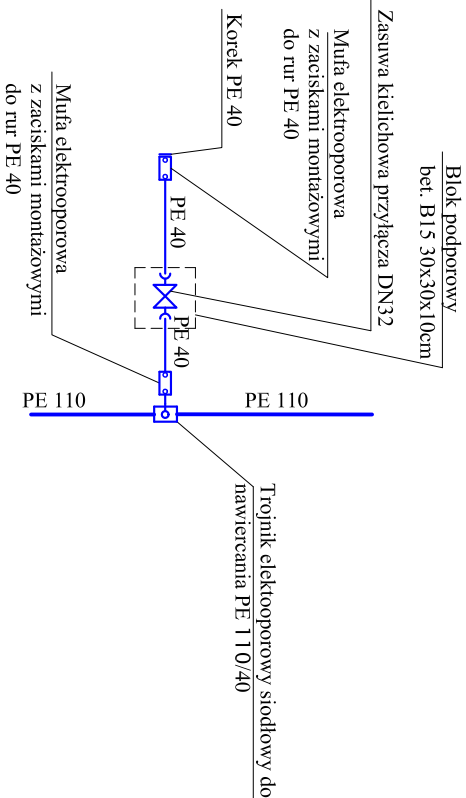 Blok podporowy
bet. B15 30x30x10cm
Zasuwa kielichowa przyłącza DN32
Mufa elektrooporowa
z zaciskami montażowymi
do rur PE 40
Korek PE 40
PE 40
PE 40
Mufa elektrooporowa
z zaciskami montażowymi
do rur PE 40
PE 110
PE 110
Trojnik elektooporowy siodłowy do
nawiercania PE 110/40